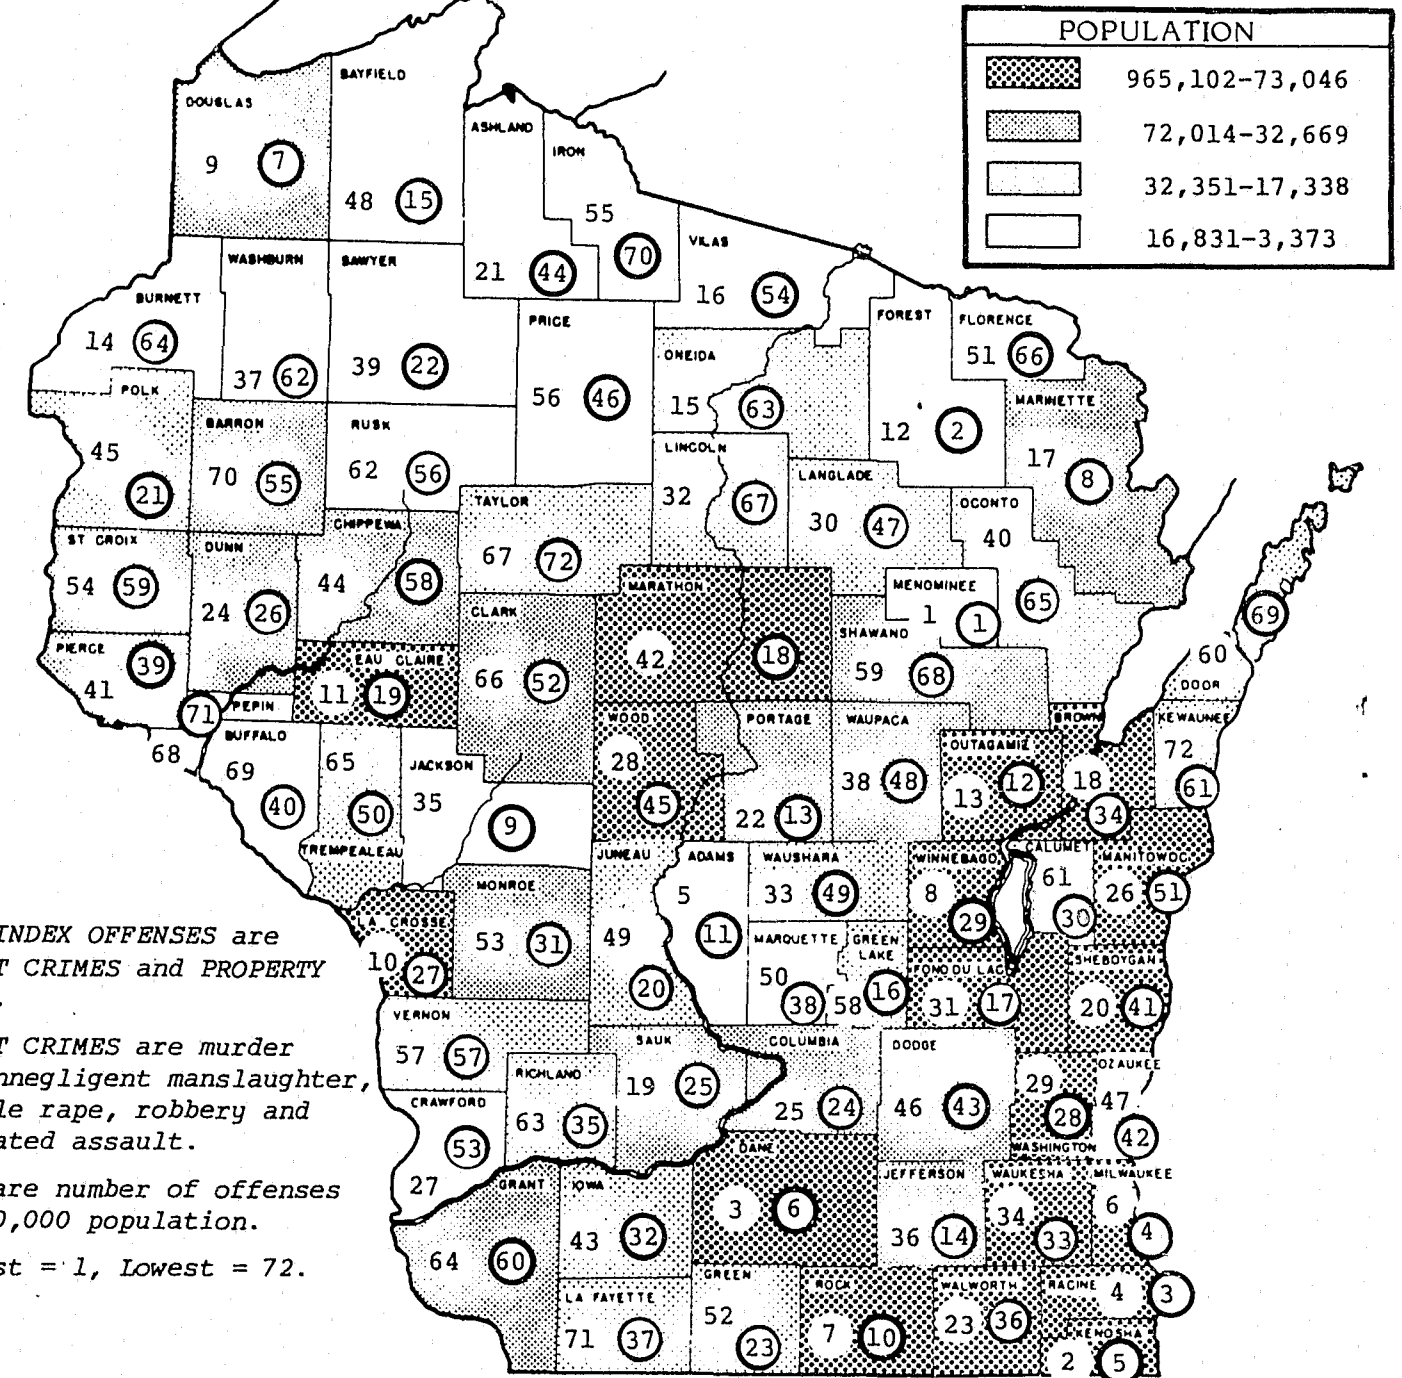 POPULATION
965,102-73,046
72,014-32,669
32,351-17,338
16,831-3,373
BAYFIELD
DOUGLAS
ASHLAND
IRON
9 7
48 15
55
70
21 44
VILAS
16 54
WASHBURN
SAWYER
BURNETT
14 64
37 62
39 22
PRICE
56 46
ONEIDA
15 63
FOREST
12 2
FLORENCE
51 66
MARINETTE
17 8
POLK
45
21
BARRON
70 55
RUSK
62 56
LINCOLN
32 67
LANGLADE
30 47
OCONTO
40
65
TAYLOR
67 72
CHIPPEWA
44 58
ST CROIX
54 59
DUNN
24 26
MENOMINEE
1 1
MARATHON
42 18
CLARK
66 52
SHAWANO
59 68
69
60
DOOR
PIERCE
39
41
EAU CLAIRE
11 19
71
PEPIN
68
BUFFALO
69
40
65
50
TREMPEALEAU
JACKSON
35
9
WOOD
28
45
PORTAGE
22 13
WAUPACA
38 48
OUTAGAMIE
13 12
BROWN
18
34
KEWAUNEE
72
61
JUNEAU
49
20
ADAMS
5
11
WAUSHARA
33 49
WINNEBAGO
8
29
CALUMET
61
30
MANITOWOC
26 51
MONROE
53 31
LA CROSSE
10
27
MARQUETTE
50
38
GREEN
LAKE
58 16
FOND DU LAC
31 17
SHEBOYGAN
20 41
INDEX OFFENSES are
T CRIMES and PROPERTY
.
T CRIMES are murder
nnegligent manslaughter,
le rape, robbery and
ated assault.
are number of offenses
0,000 population.
st = 1, Lowest = 72.
VERNON
57 57
RICHLAND
63 35
SAUK
19 25
COLUMBIA
25 24
DODGE
46 43
29
28
WASHINGTON
OZAUKEE
47
42
CRAWFORD
53
27
GRANT
64 60
IOWA
43 32
DANE
3 6
JEFFERSON
36 14
WAUKESHA
34
33
MILWAUKEE
6
4
LA FAYETTE
71 37
GREEN
52
23
ROCK
7 10
WALWORTH
23 36
RACINE
4 3
KENOSHA
2 5